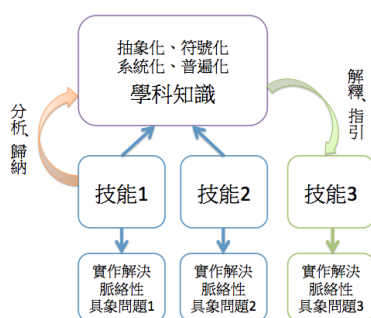 抽象化、符號化
系統化、普遍化
學科知識
分析、歸納
解釋、指引
技能1
技能2
技能3
實作解決
脈絡性
具象問題1
實作解決
脈絡性
具象問題2
實作解決
脈絡性
具象問題3